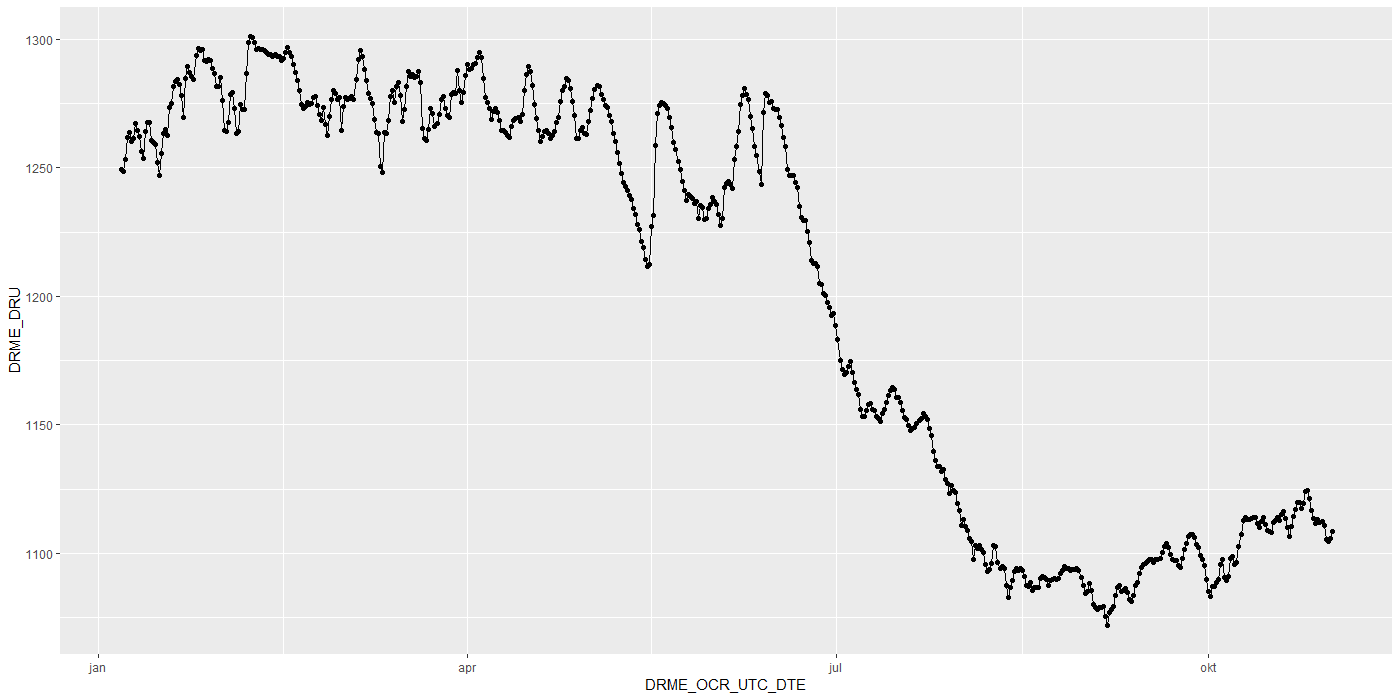 1300
1250
1200
1150
1100
DRME_DRU
jan
apr
jul
okt
DRME_OCR_UTC_DTE